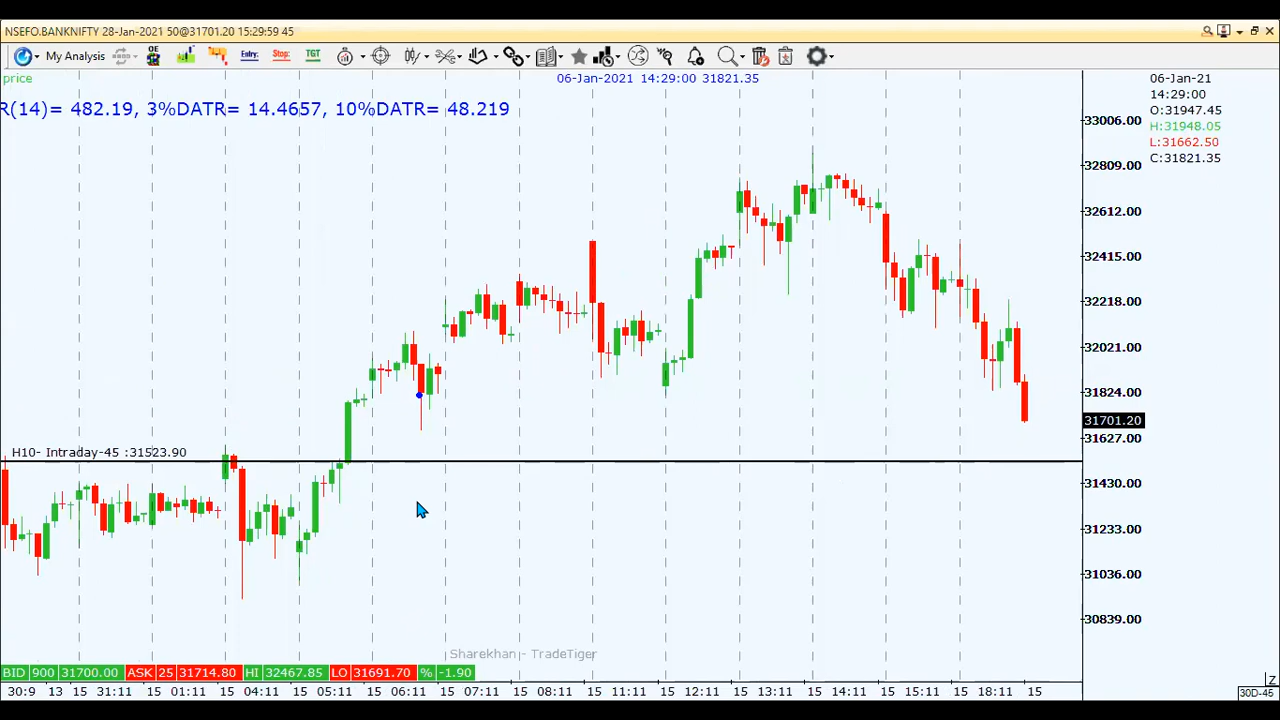 NSEFO.BANKNIFTY 28-Jan-2021 50@31701.20 15:29:59 45
My Analysis OE Entry: Stop: TGT
price
06-Jan-2021 14:29:00 31821.35
06-Jan-21
14:29:00
O:31947.45
H:31948.05
L:31662.50
C:31821.35
R(14)= 482.19, 3%DATR= 14.4657, 10%DATR= 48.219
33006.00
32809.00
32612.00
32415.00
32218.00
32021.00
31824.00
31701.20
31627.00
H10- Intraday-45 :31523.90
31430.00
31233.00
31036.00
30839.00
Sharekhan - TradeTiger
BID 900 31700.00 ASK 25 31714.80 HI 32467.85 LO 31691.70 % -1.90
30:9 13 15 31:11 15 01:11 15 04:11 15 05:11 15 06:11 15 07:11 15 08:11 15 11:11 15 12:11 15 13:11 15 14:11 15 15:11 15 18:11 15
Z
30D-45